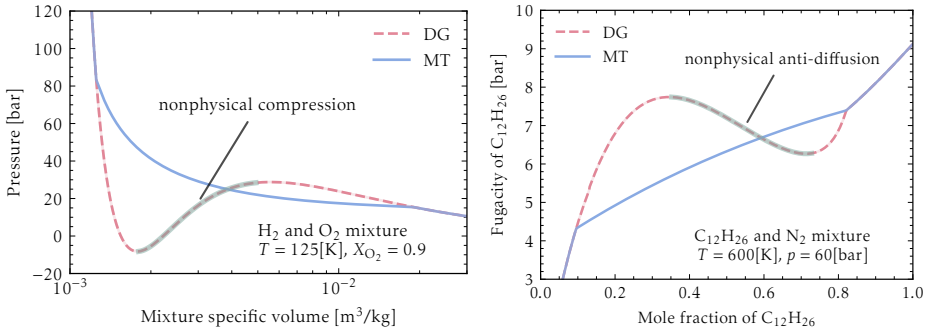 120
100
80
60
40
20
0
−20
Pressure [bar]
DG
MT
nonphysical compression
H₂ and O₂ mixture
T = 125[K], X_O₂ = 0.9
10⁻³
10⁻²
Mixture specific volume [m³/kg]
10
9
8
7
6
5
4
3
Fugacity of C₁₂H₂₆ [bar]
DG
MT
nonphysical anti-diffusion
C₁₂H₂₆ and N₂ mixture
T = 600[K], p = 60[bar]
0.0
0.2
0.4
0.6
0.8
1.0
Mole fraction of C₁₂H₂₆